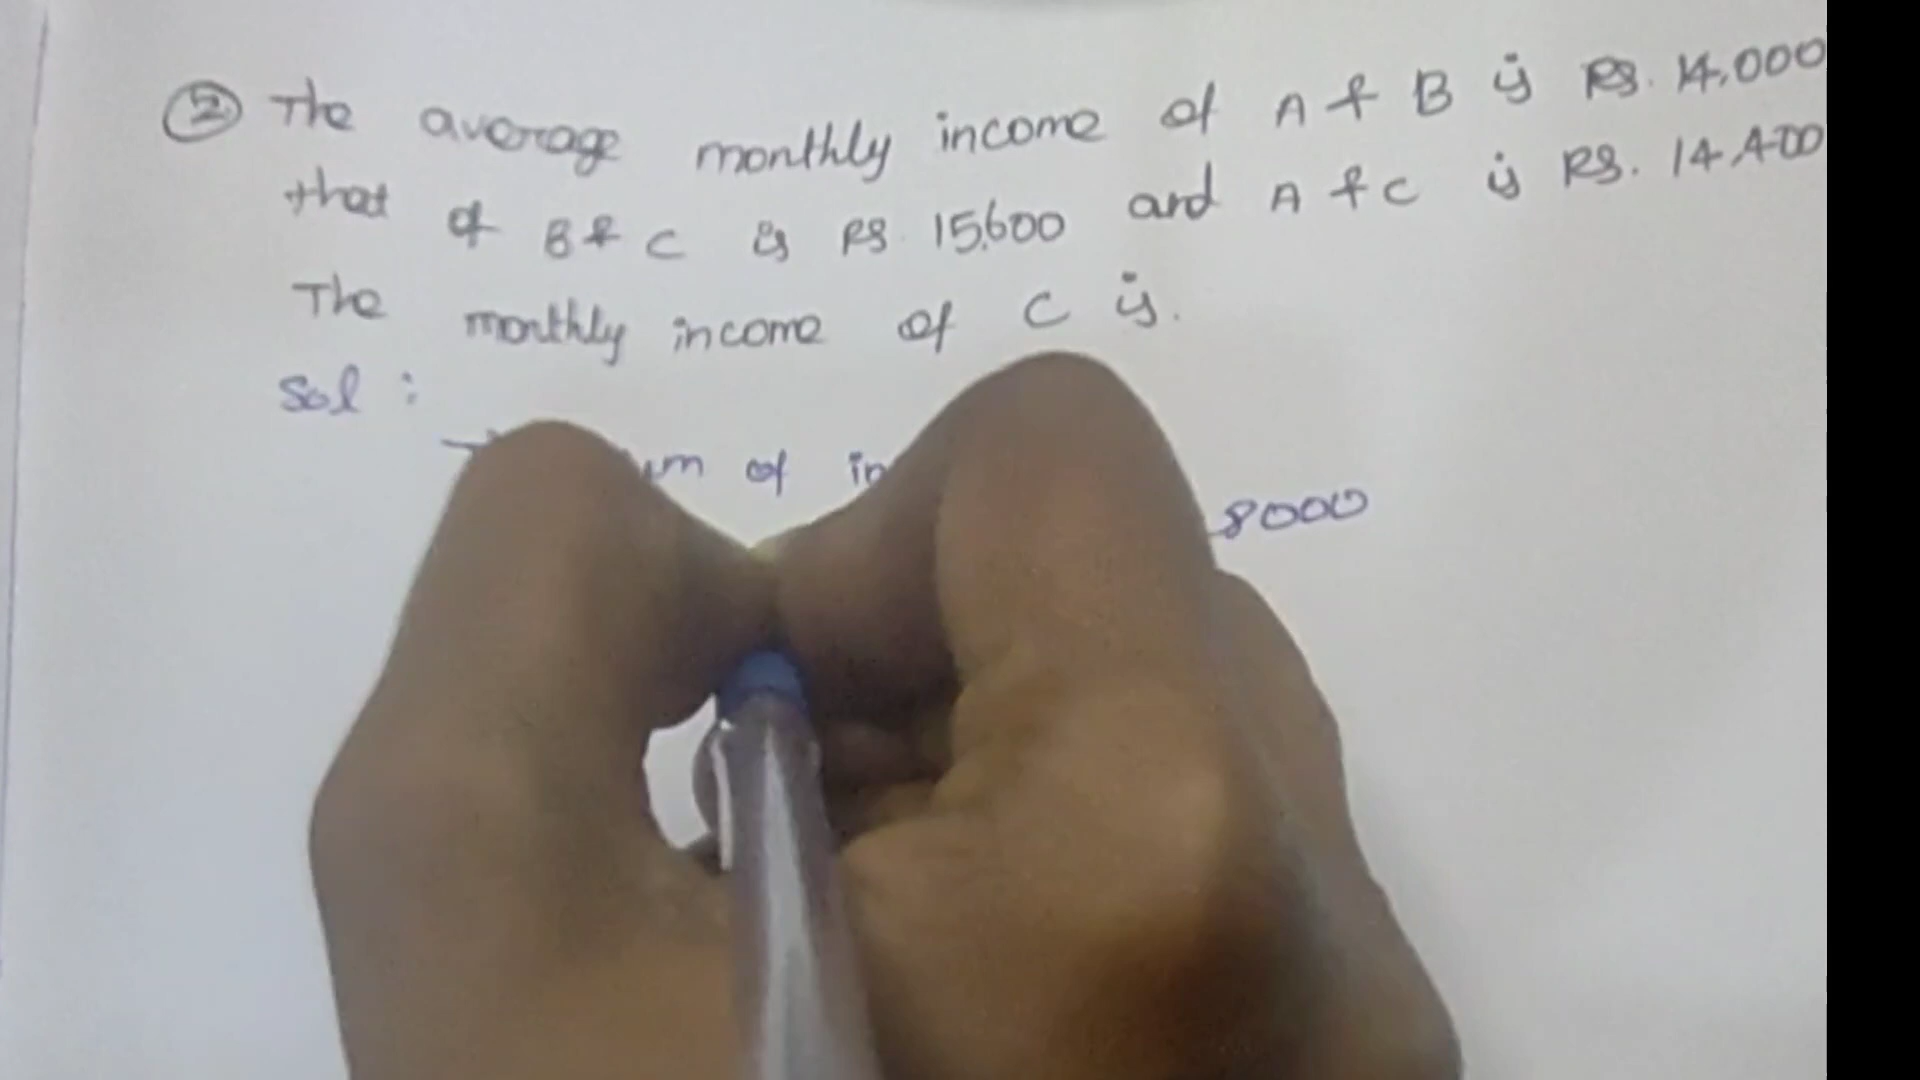 ② The average monthly income of A & B is Rs. 14,000
that of B & C is Rs 15,600 and A & C is Rs. 14,400
The monthly income of C is.
Sol :
of
8000